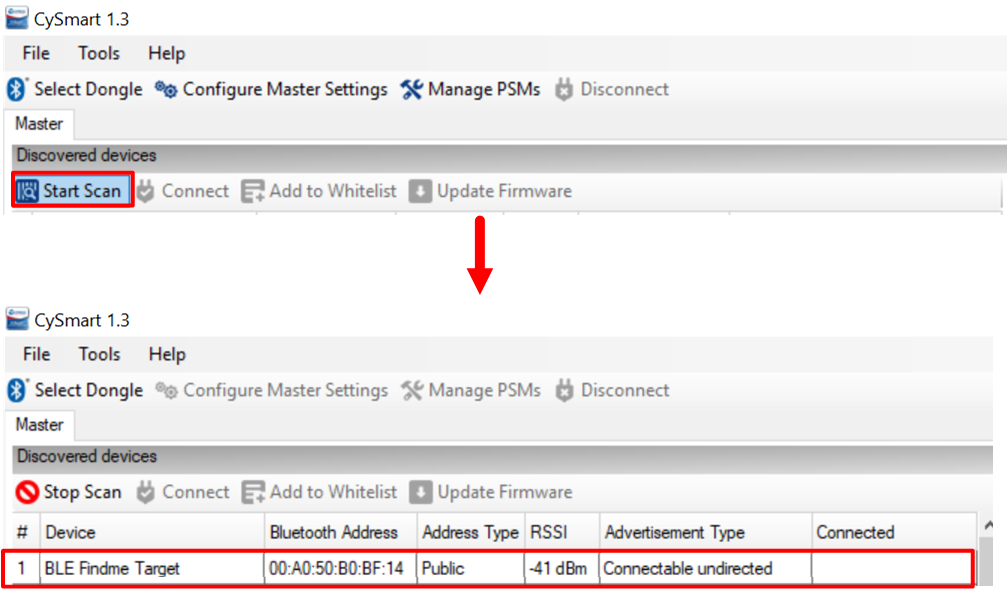 CySmart 1.3
File Tools Help
Select Dongle Configure Master Settings Manage PSMs Disconnect
Master
Discovered devices
Start Scan Connect Add to Whitelist Update Firmware
CySmart 1.3
File Tools Help
Select Dongle Configure Master Settings Manage PSMs Disconnect
Master
Discovered devices
Stop Scan Connect Add to Whitelist Update Firmware
# Device Bluetooth Address Address Type RSSI Advertisement Type Connected
1 BLE Findme Target 00:A0:50:B0:BF:14 Public -41 dBm Connectable undirected